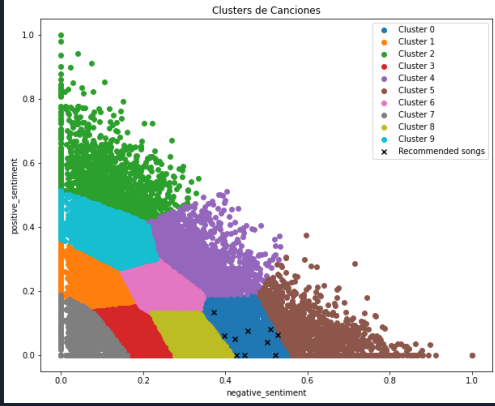 Clusters de Canciones
Cluster 0
Cluster 1
Cluster 2
Cluster 3
Cluster 4
Cluster 5
Cluster 6
Cluster 7
Cluster 8
Cluster 9
Recommended songs
positive_sentiment
1.0
0.8
0.6
0.4
0.2
0.0
0.0 0.2 0.4 0.6 0.8 1.0
negative_sentiment